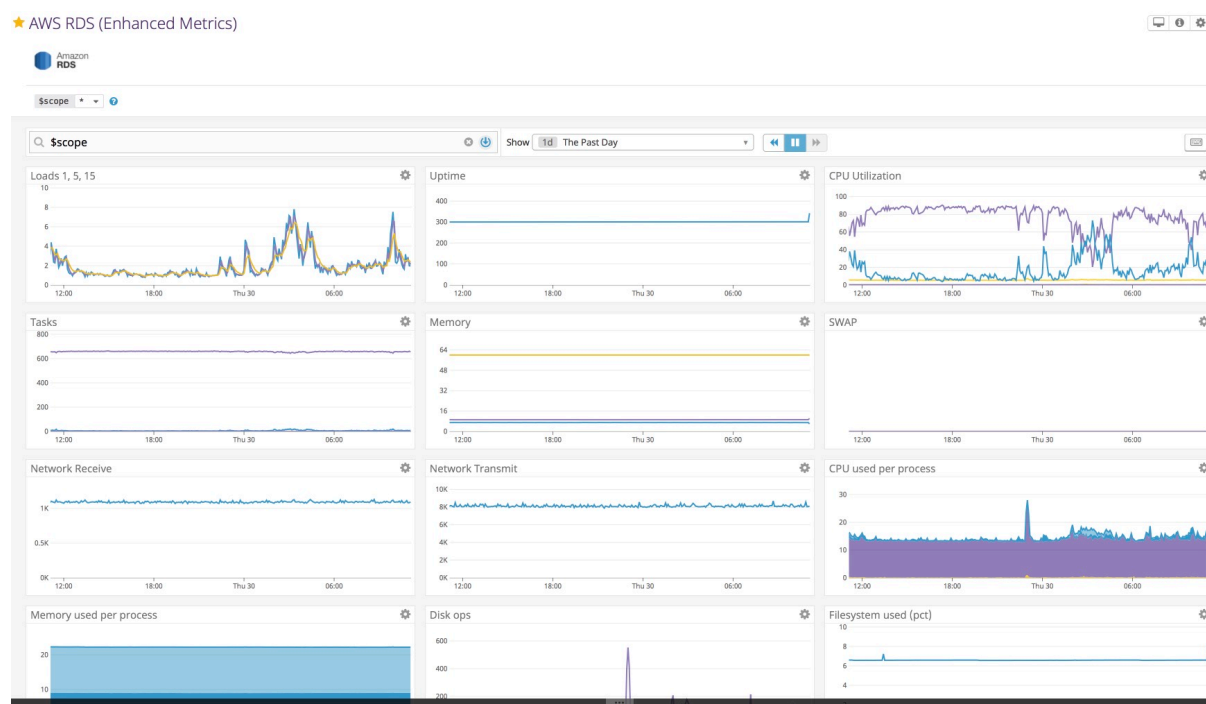 AWS RDS (Enhanced Metrics)
Amazon
RDS
$scope * 
$scope
Show 1d The Past Day
Loads 1, 5, 15
10
8
6
4
2
0
12:00 18:00 Thu 30 06:00
Uptime
400
300
200
100
0
12:00 18:00 Thu 30 06:00
CPU Utilization
100
80
60
40
20
0
12:00 18:00 Thu 30 06:00
Tasks
800
600
400
200
0
12:00 18:00 Thu 30 06:00
Memory
64
48
32
16
0
12:00 18:00 Thu 30 06:00
SWAP
12:00 18:00 Thu 30 06:00
Network Receive
1K
0.5K
0K
12:00 18:00 Thu 30 06:00
Network Transmit
10K
8K
6K
4K
2K
0K
12:00 18:00 Thu 30 06:00
CPU used per process
30
20
10
0
12:00 18:00 Thu 30 06:00
Memory used per process
20
10
Disk ops
600
400
200
Filesystem used (pct)
10
8
6
4